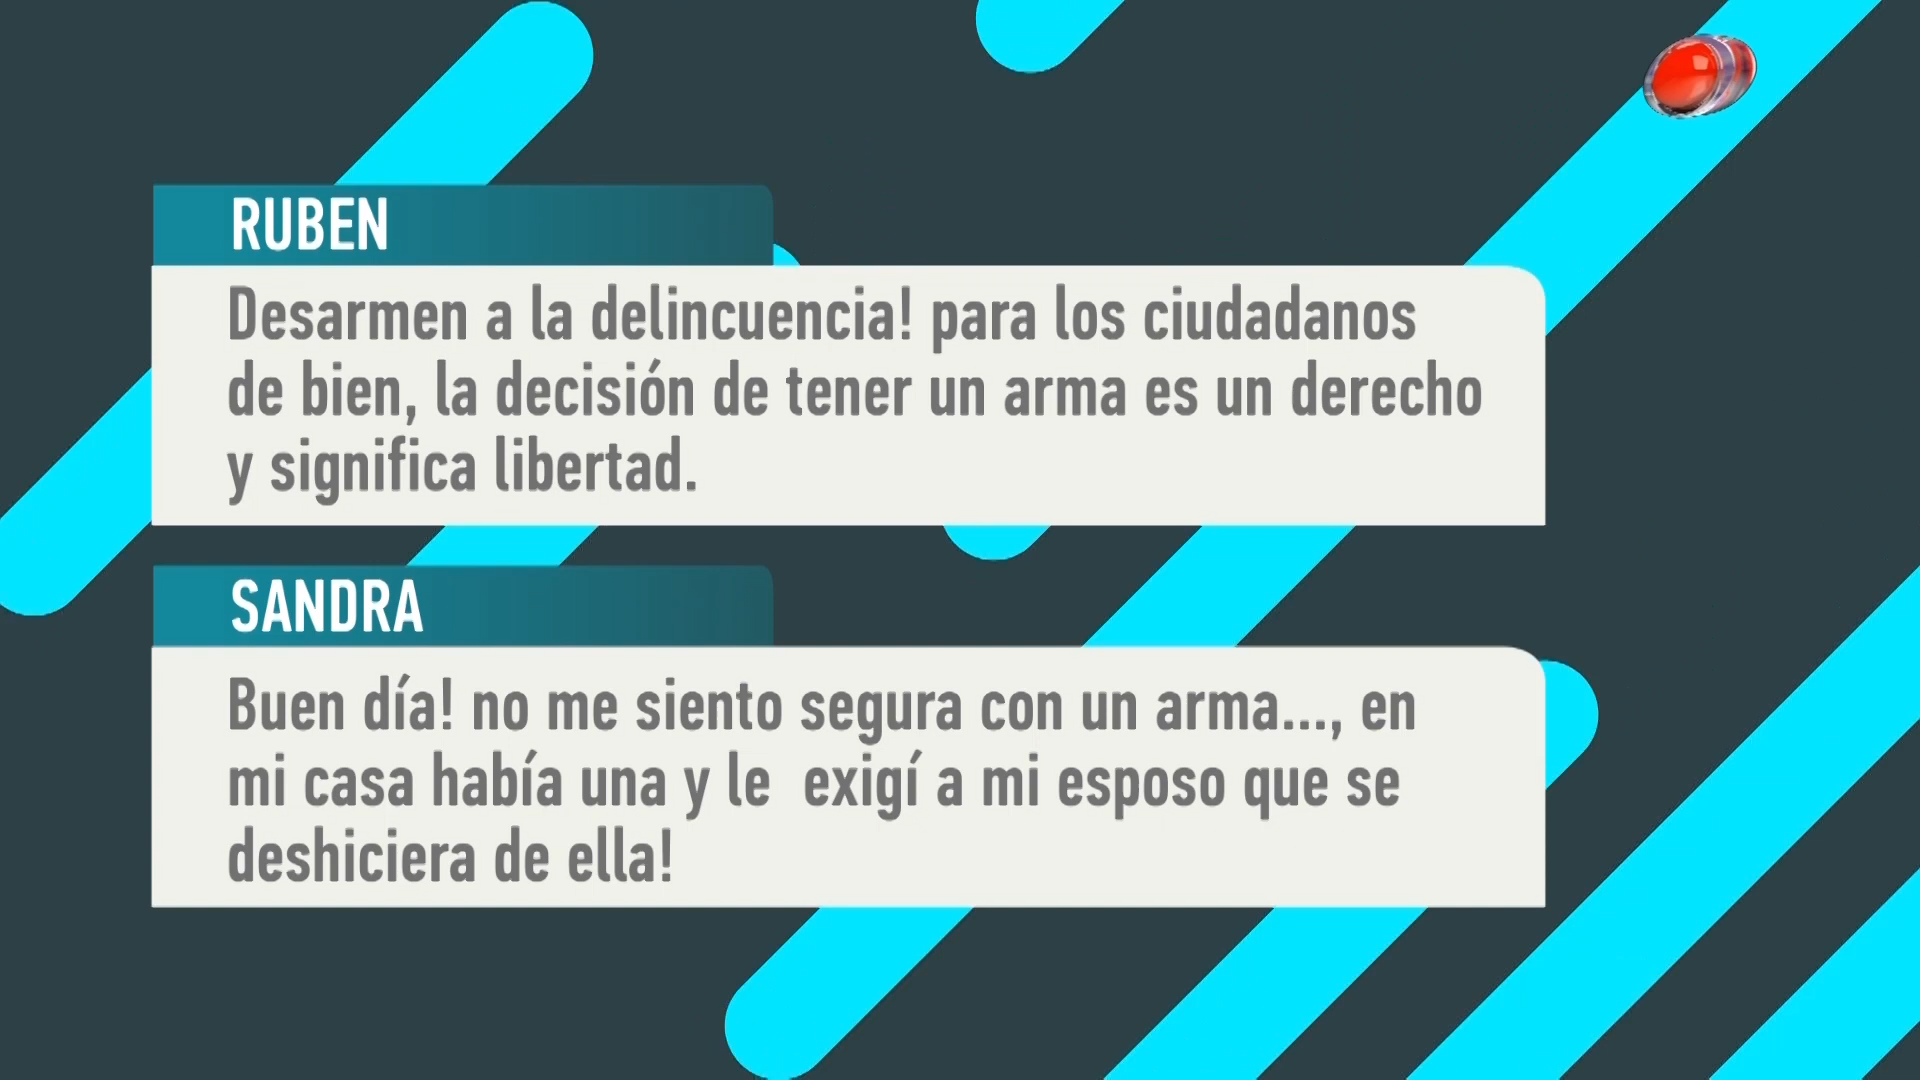 RUBEN
Desarmen a la delincuencia! para los ciudadanos
de bien, la decisión de tener un arma es un derecho
y significa libertad.
SANDRA
Buen día! no me siento segura con un arma..., en
mi casa había una y le  exigí a mi esposo que se
deshiciera de ella!